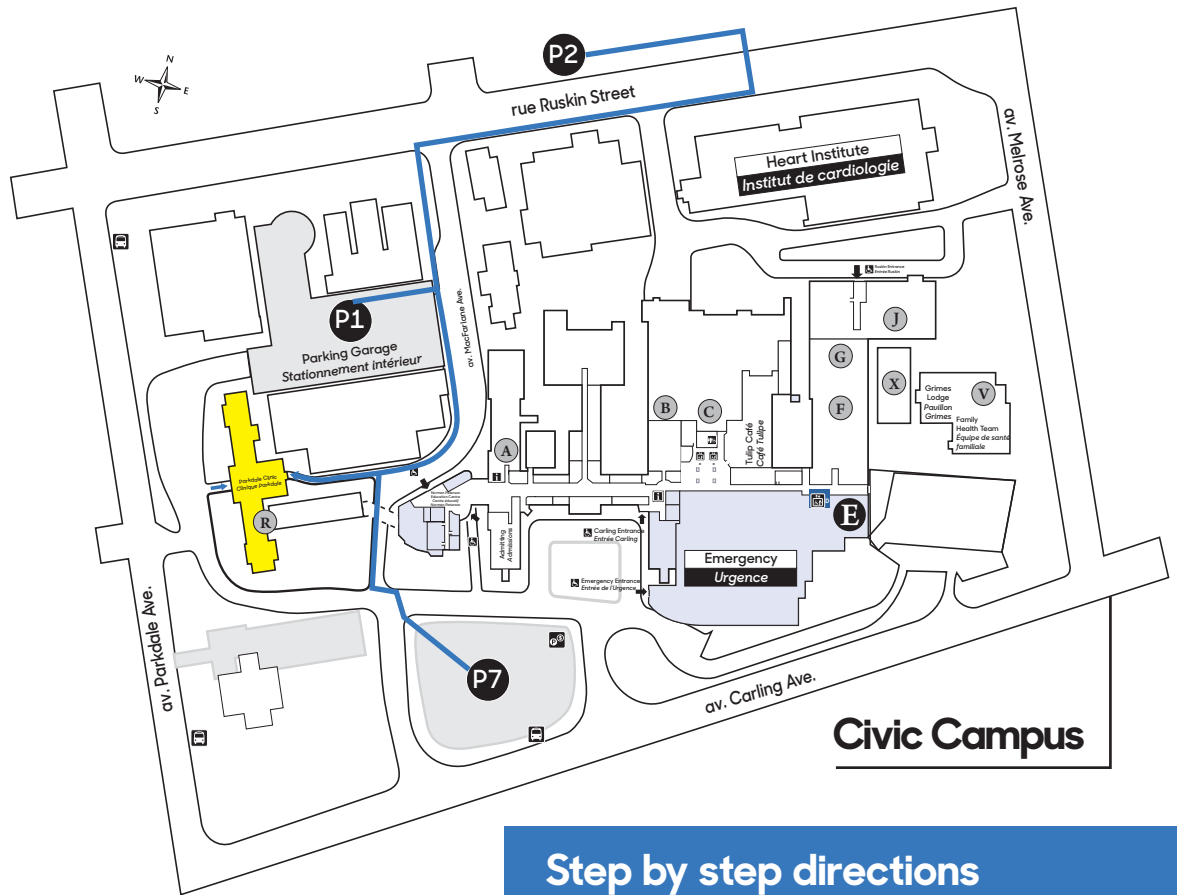 N
W
E
S
P2
rue Ruskin Street
av. Melrose Ave.
Heart Institute
Institut de cardiologie
Ruskin Entrance
Entrée Ruskin
P1
Parking Garage
Stationnement intérieur
av. MacFarlane Ave.
J
G
X
F
Grimes
Lodge
Pavillon
Grimes
V
Family
Health Team
Équipe de santé
familiale
B
C
Tulip Café
Café Tulipe
A
Parkdale Clinic
Clinique Parkdale
R
Admitting
Admissions
Carling Entrance
Entrée Carling
Emergency Entrance
Entrée de l'Urgence
Emergency
Urgence
E
av. Parkdale Ave.
P7
av. Carling Ave.
Civic Campus
Step by step directions